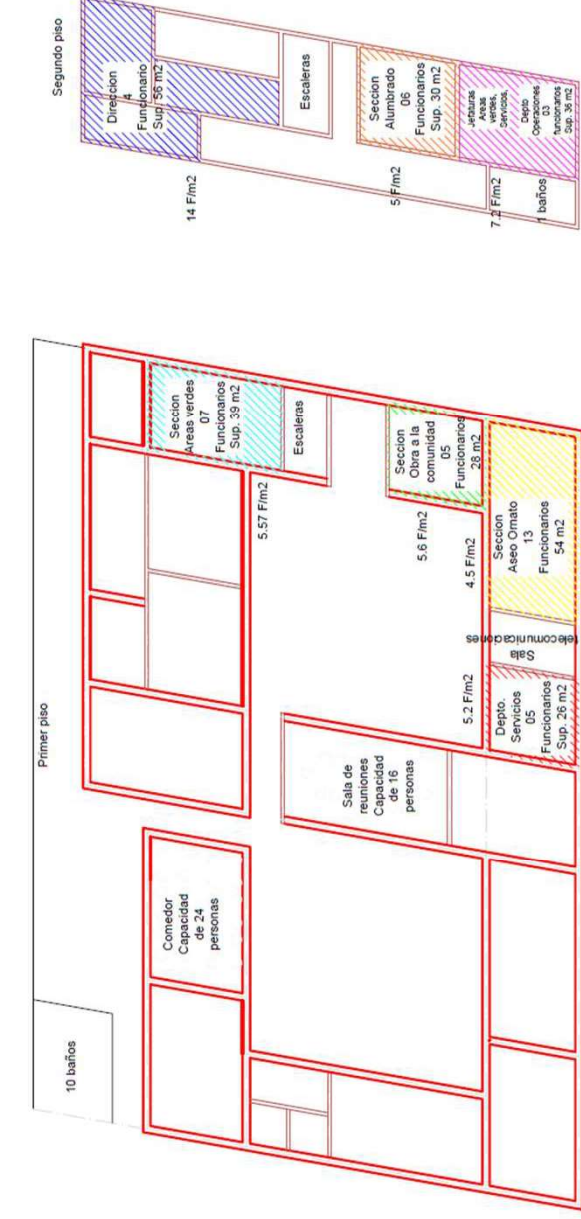 Segundo piso
Direccion
4
Funcionario
Sup. 56 m2
14 F/m2
Escaleras
Seccion
Alumbrado
06
Funcionarios
Sup. 30 m2
5 F/m2
Jefaturas
Areas
verdes,
Servicios,
Depto
Operaciones
03
funcionarios
Sup. 36 m2
7.2 F/m2
1 baños
Primer piso
Seccion
Areas verdes
07
Funcionarios
Sup. 39 m2
5.57 F/m2
Escaleras
Seccion
Obra a la
comunidad
05
Funcionarios
28 m2
5.6 F/m2
4.5 F/m2
Seccion
Aseo Ornato
13
Funcionarios
54 m2
Sala
telecomunicaciones
5.2 F/m2
Depto.
Servicios
05
Funcionarios
Sup. 26 m2
Sala de
reuniones
Capacidad
de 16
personas
Comedor
Capacidad
de 24
personas
10 baños